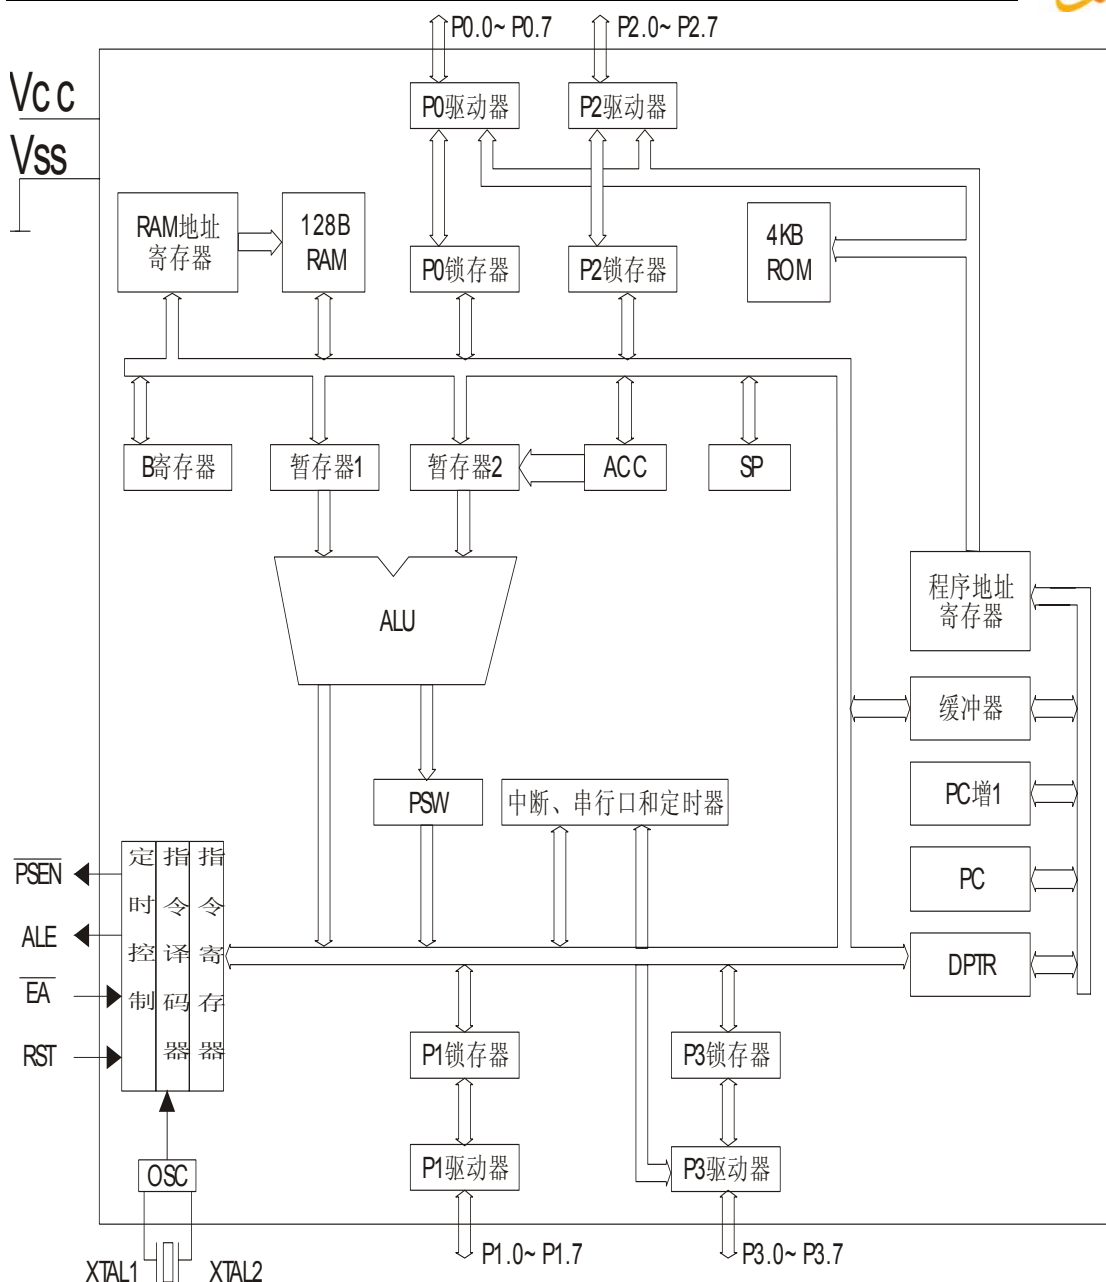 P0.0~P0.7
P2.0~P2.7
Vcc
P0驱动器
P2驱动器
Vss
RAM地址
寄存器
128B
RAM
P0锁存器
P2锁存器
4KB
ROM
B寄存器
暂存器1
暂存器2
ACC
SP
ALU
程序地址
寄存器
缓冲器
PSW
中断、串行口和定时器
PC增1
PC
DPTR
PSEN
ALE
EA
RST
定时控制
指令译码器
指令寄存器
P1锁存器
P3锁存器
OSC
P1驱动器
P3驱动器
XTAL1
XTAL2
P1.0~P1.7
P3.0~P3.7